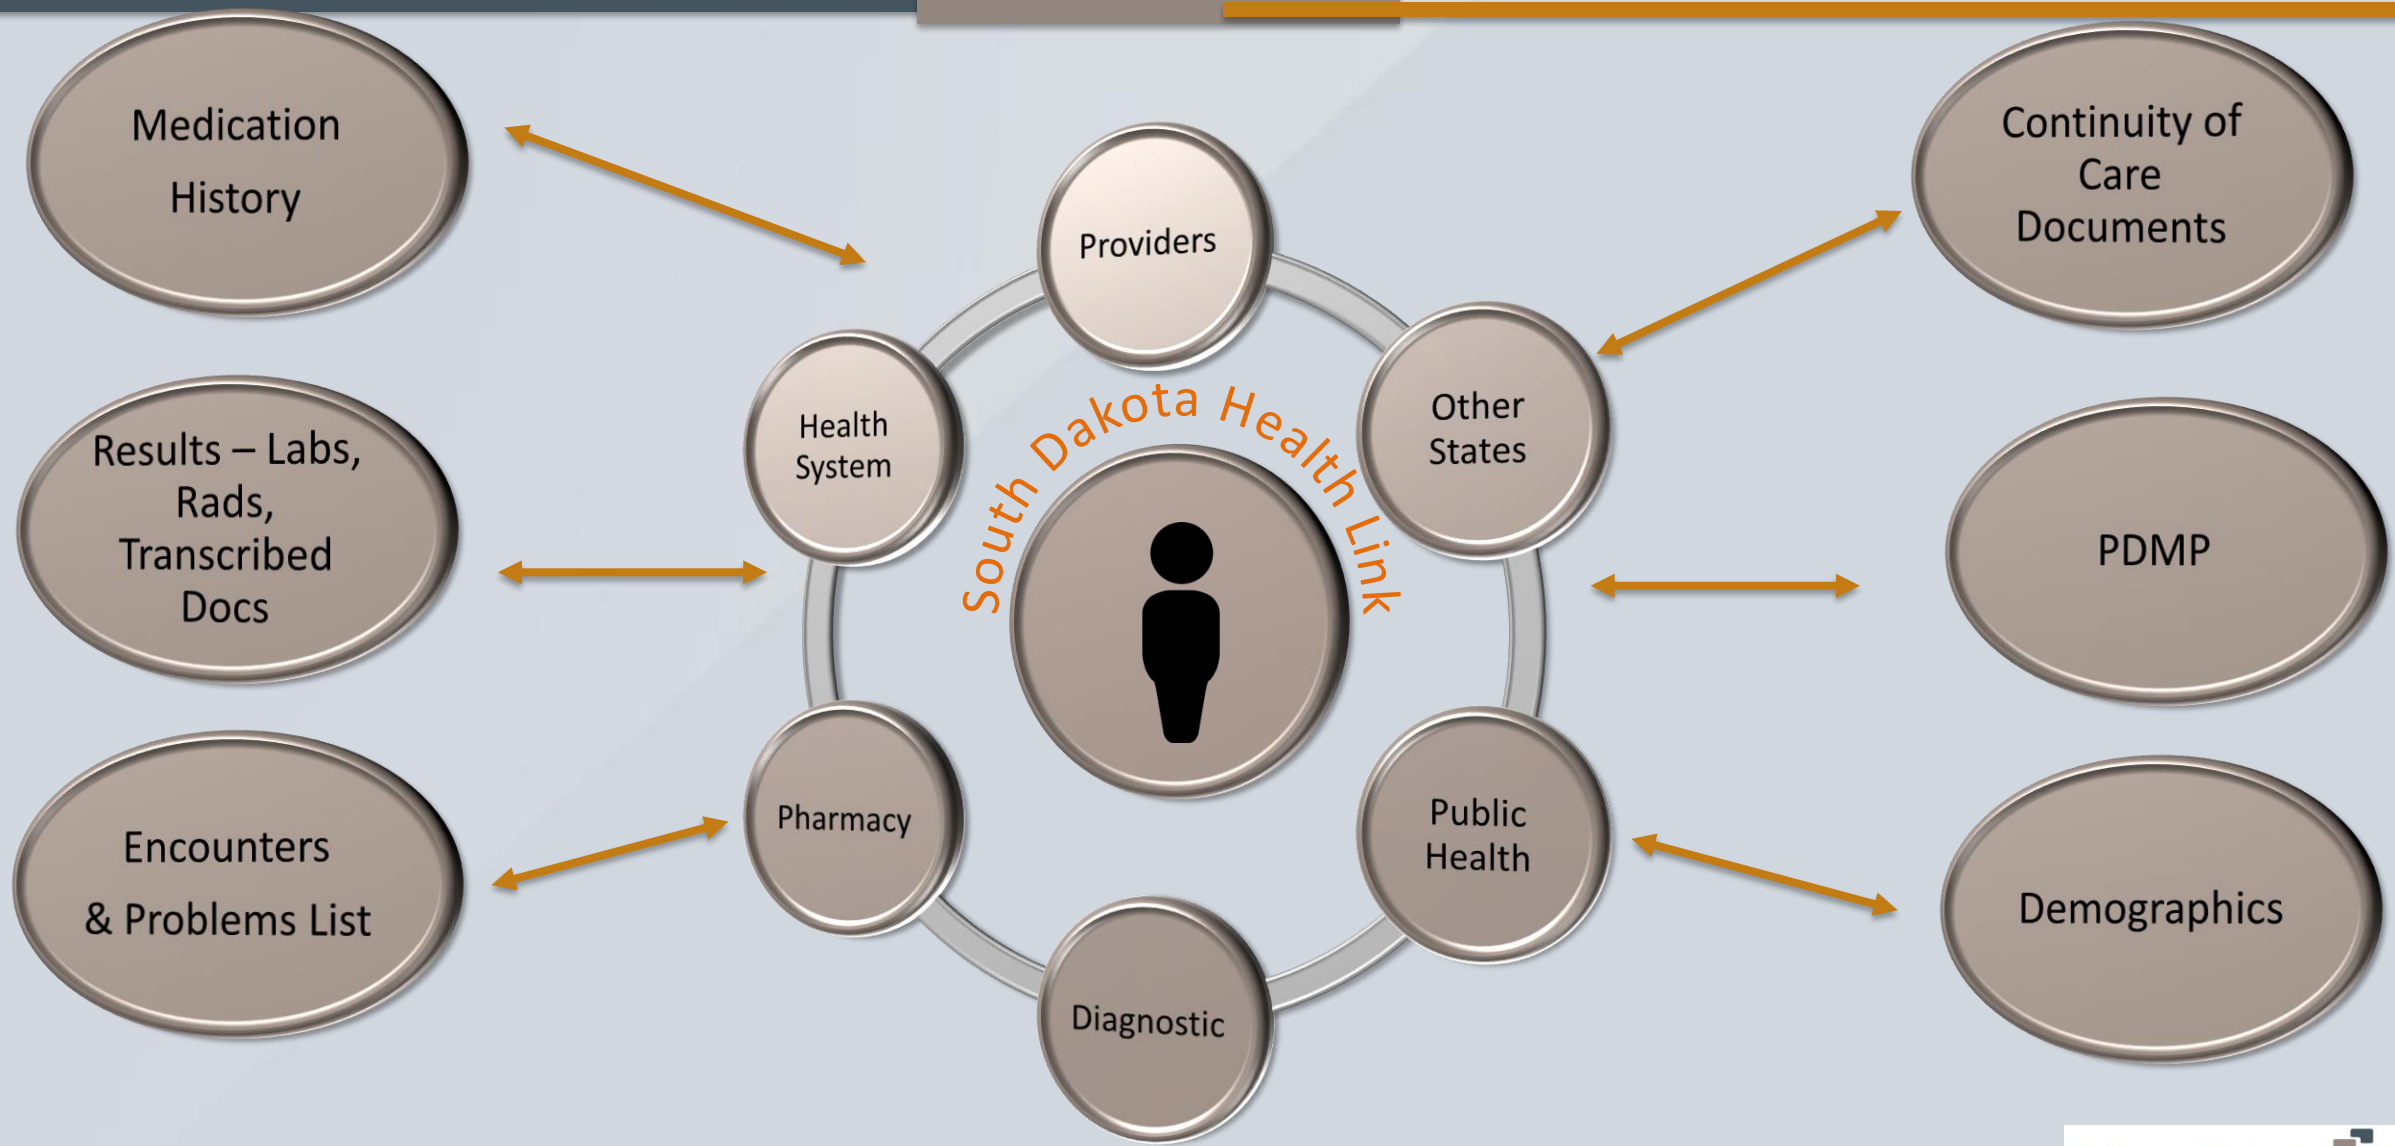 Medication
History
Results – Labs,
Rads,
Transcribed
Docs
Encounters
& Problems List
Providers
Health
System
Other
States
South Dakota Health Link
Pharmacy
Public
Health
Diagnostic
Continuity of
Care
Documents
PDMP
Demographics